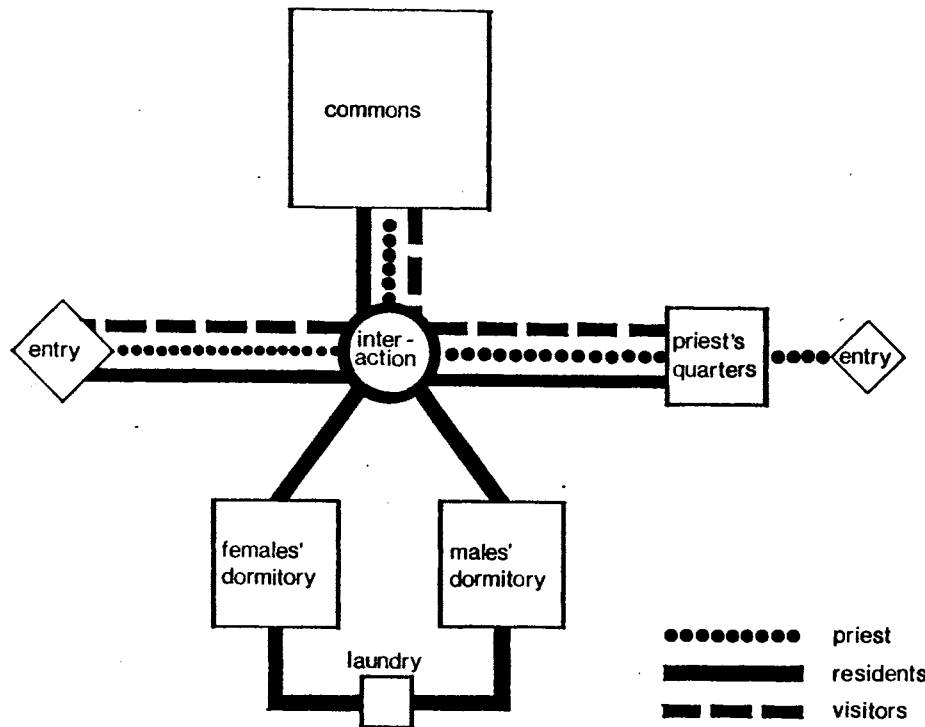 commons
entry
inter-
action
priest's
quarters
entry
females'
dormitory
males'
dormitory
laundry
priest
residents
visitors